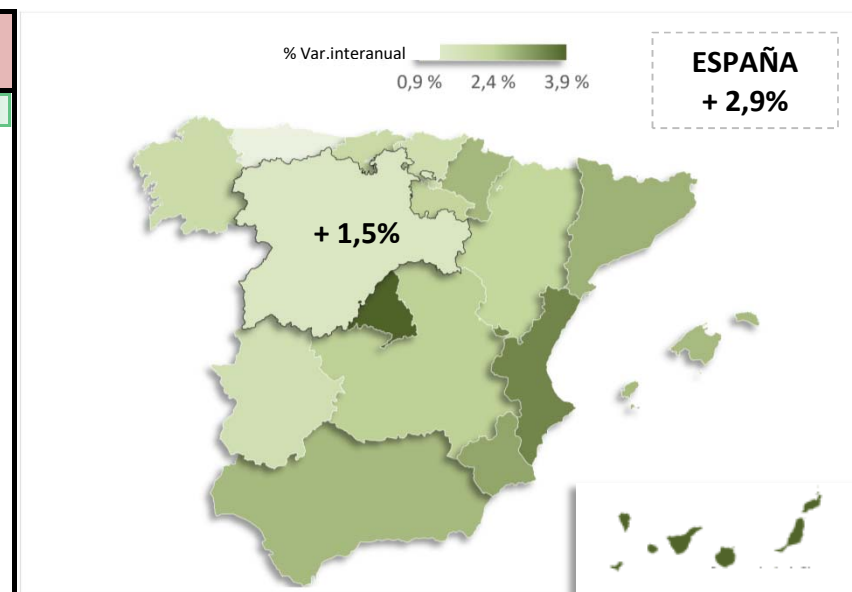 % Var.interanual
0,9 % 2,4 % 3,9 %
ESPAÑA
+ 2,9%
+ 1,5%